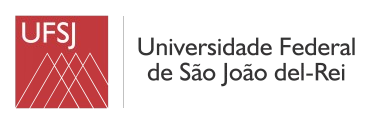 UFSJ
Universidade Federal
de São João del-Rei